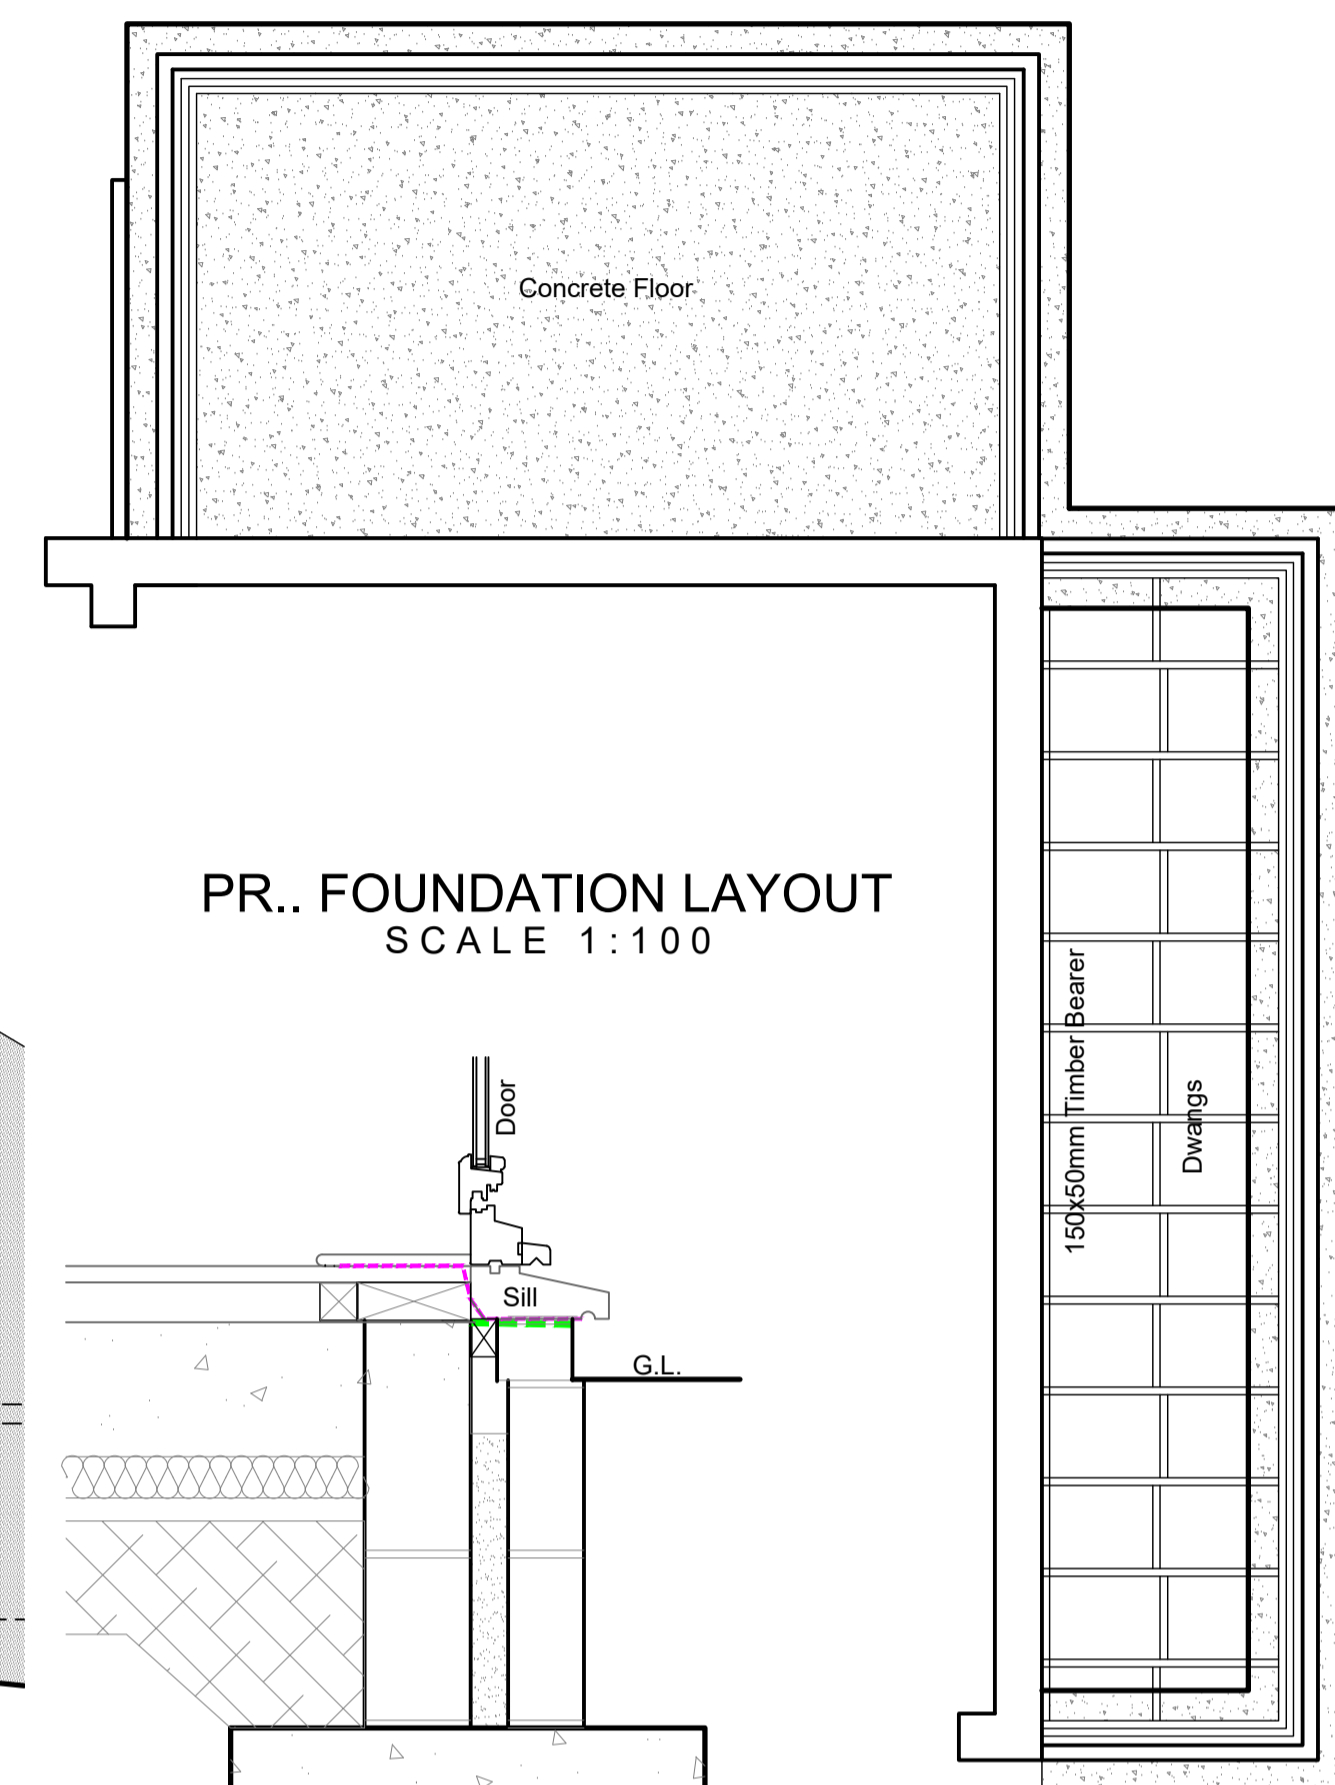 Concrete Floor
PR.. FOUNDATION LAYOUT
SCALE 1:100
150x50mm Timber Bearer
Dwangs
Door
Sill
G.L.